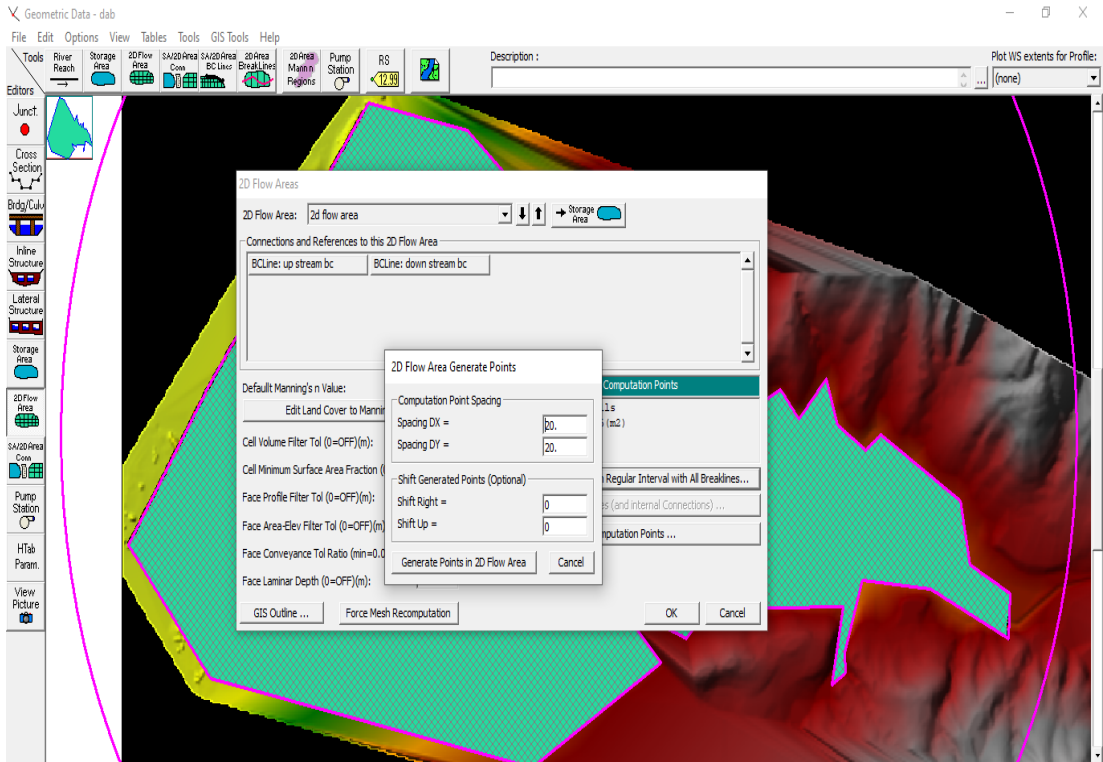 Geometric Data - dab
File Edit Options View Tables Tools GIS Tools Help
Tools
Editors
River Reach
Storage Area
2D Flow Area
SA/2D Area Conn
SA/2D Area BC Lines
2D Area BreakLines
2D Area Mann n Regions
Pump Station
RS
12.99
Description :
...
Plot WS extents for Profile:
(none)
Junct.
Cross Section
Brdg/Culv
Inline Structure
Lateral Structure
Storage Area
2D Flow Area
SA/2D Area Conn
Pump Station
HTab Param.
View Picture
2D Flow Areas
2D Flow Area: 2d flow area
Storage Area
Connections and References to this 2D Flow Area
BCLine: up stream bc BCLine: down stream bc
Default Manning's n Value:
Edit Land Cover to Mannin
Cell Volume Filter Tol (0=OFF)(m):
Cell Minimum Surface Area Fraction (
Face Profile Filter Tol (0=OFF)(m):
Face Area-Elev Filter Tol (0=OFF)(m)
Face Conveyance Tol Ratio (min=0.0
Face Laminar Depth (0=OFF)(m):
GIS Outline ... Force Mesh Recomputation
Computation Points
(m2)
Regular Interval with All Breaklines...
es (and internal Connections) ...
mputation Points ...
OK Cancel
2D Flow Area Generate Points
Computation Point Spacing
Spacing DX = 20.
Spacing DY = 20.
Shift Generated Points (Optional)
Shift Right = 0
Shift Up = 0
Generate Points in 2D Flow Area Cancel